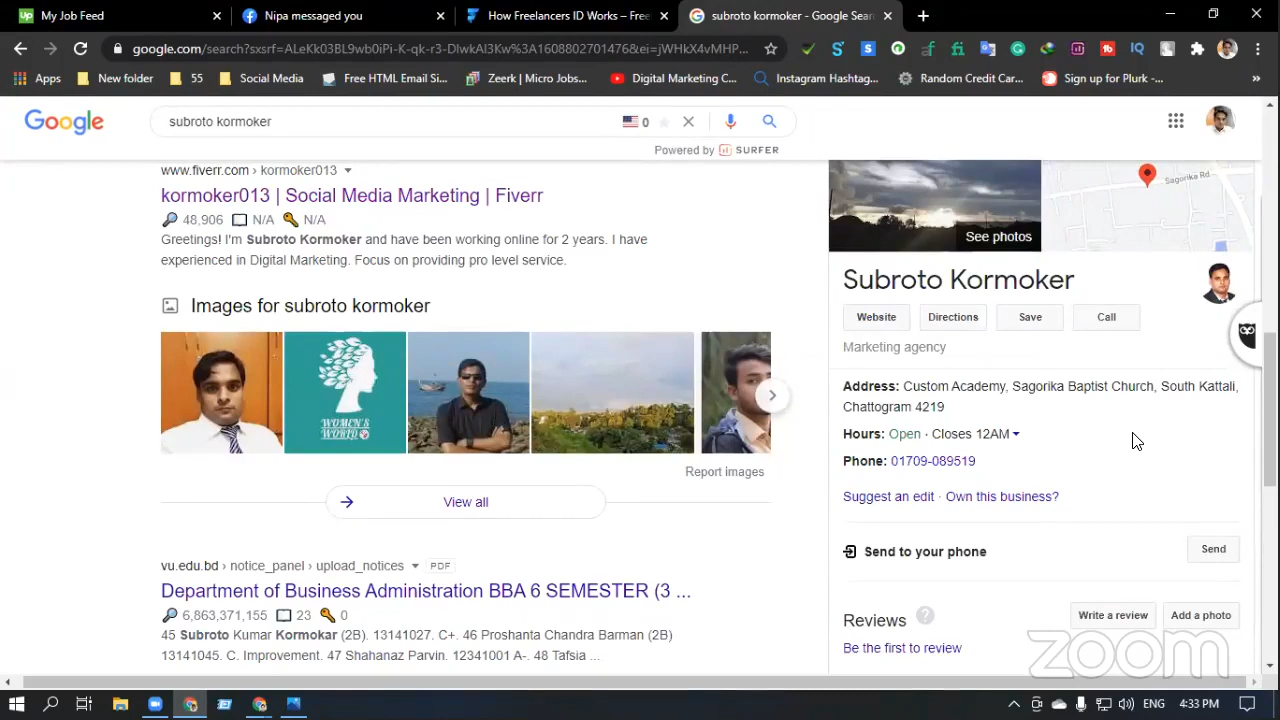 My Job Feed
Nipa messaged you
How Freelancers ID Works – Free
subroto kormoker - Google Sear
google.com/search?sxsrf=ALeKk03BL9wb0iPi-K-qk-r3-DlwkAl3Kw%3A1608802701476&ei=jWHkX4vMHP...
Apps
New folder
55
Social Media
Free HTML Email Si...
Zeerk | Micro Jobs...
Digital Marketing C...
Instagram Hashtag...
Random Credit Car...
Sign up for Plurk -...
Google
subroto kormoker
0
Powered by SURFER
www.fiverr.com › kormoker013
kormoker013 | Social Media Marketing | Fiverr
48,906 N/A N/A
Greetings! I'm Subroto Kormoker and have been working online for 2 years. I have
experienced in Digital Marketing. Focus on providing pro level service.
Images for subroto kormoker
WOMEN'S
WORLD
Report images
View all
vu.edu.bd › notice_panel › upload_notices PDF
Department of Business Administration BBA 6 SEMESTER (3 ...
6,863,371,155 23 0
45 Subroto Kumar Kormokar (2B). 13141027. C+. 46 Proshanta Chandra Barman (2B)
13141045. C. Improvement. 47 Shahanaz Parvin. 12341001 A-. 48 Tafsia ...
See photos
Sagorika Rd
Subroto Kormoker
Website
Directions
Save
Call
Marketing agency
Address: Custom Academy, Sagorika Baptist Church, South Kattali,
Chattogram 4219
Hours: Open · Closes 12AM
Phone: 01709-089519
Suggest an edit · Own this business?
Send to your phone
Send
Reviews
Write a review
Add a photo
Be the first to review
zoom
ENG
4:33 PM